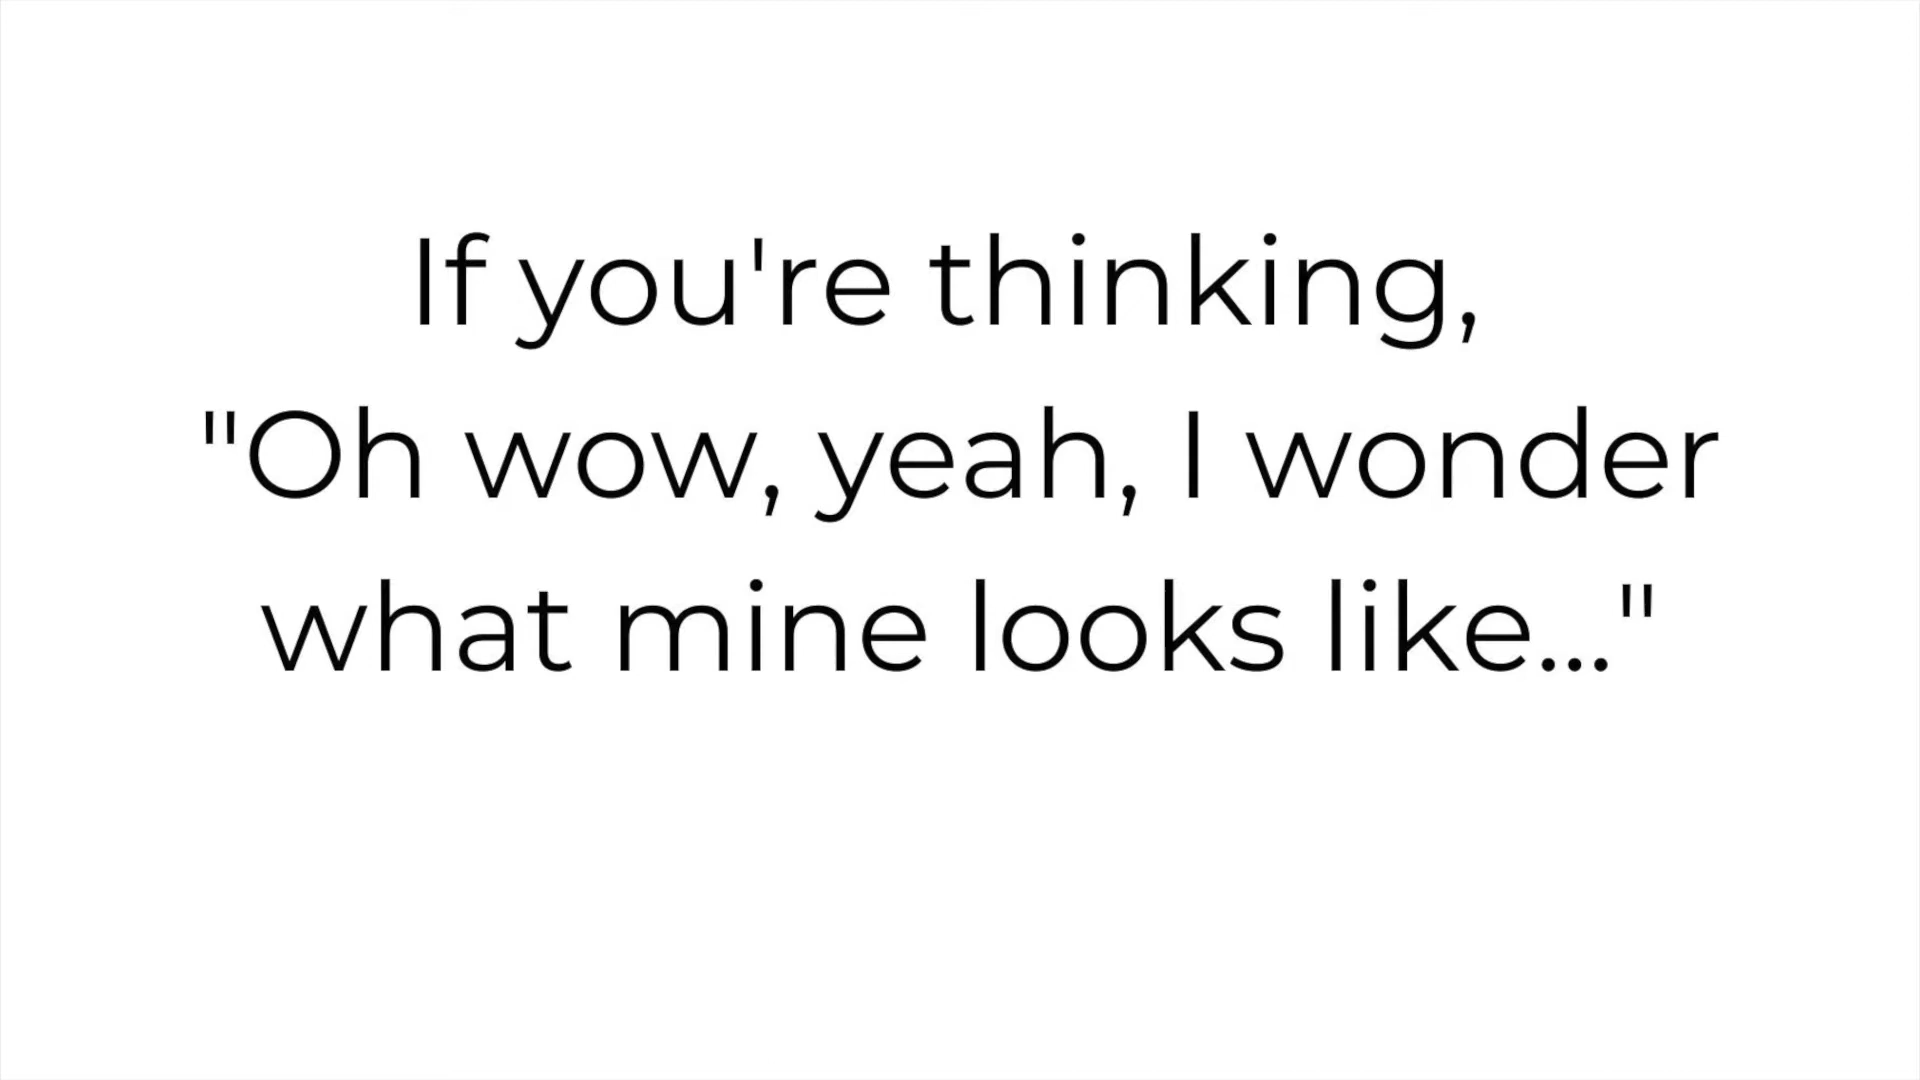 If you're thinking,
"Oh wow, yeah, I wonder
what mine looks like..."